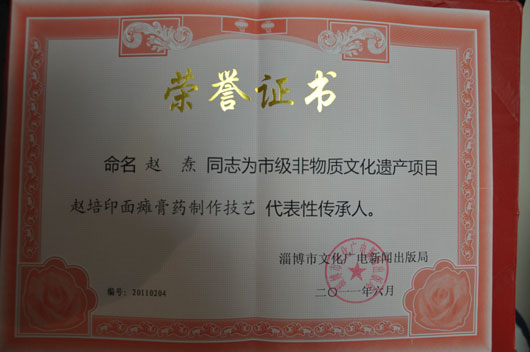 荣誉证书
命名 赵 焘 同志为市级非物质文化遗产项目
赵培印面瘫膏药制作技艺 代表性传承人。
淄博市文化广电新闻出版局
编号：20110204
二〇一一年六月